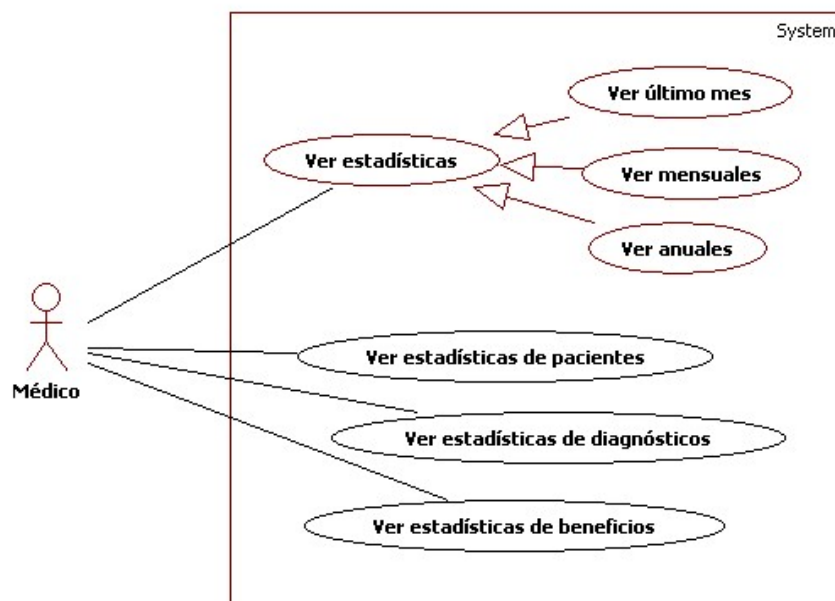 System
Ver último mes
Ver estadísticas
Ver mensuales
Ver anuales
Ver estadísticas de pacientes
Médico
Ver estadísticas de diagnósticos
Ver estadísticas de beneficios